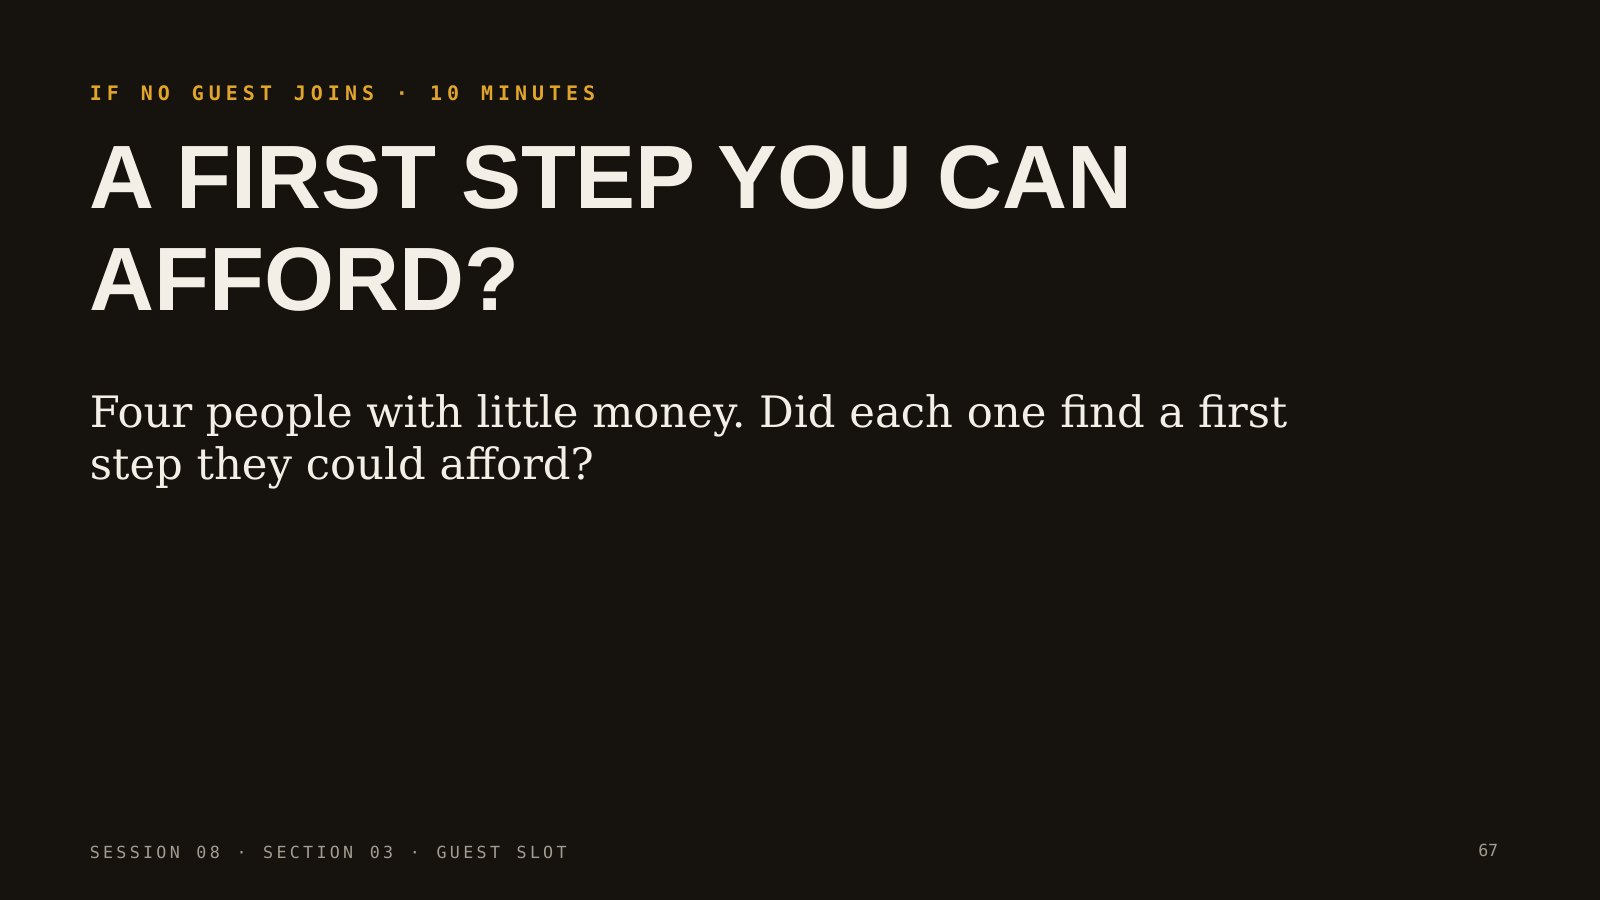 IF NO GUEST JOINS · 10 MINUTES
A FIRST STEP YOU CAN
AFFORD?
Four people with little money. Did each one find a first
step they could afford?
SESSION 08 · SECTION 03 · GUEST SLOT
67